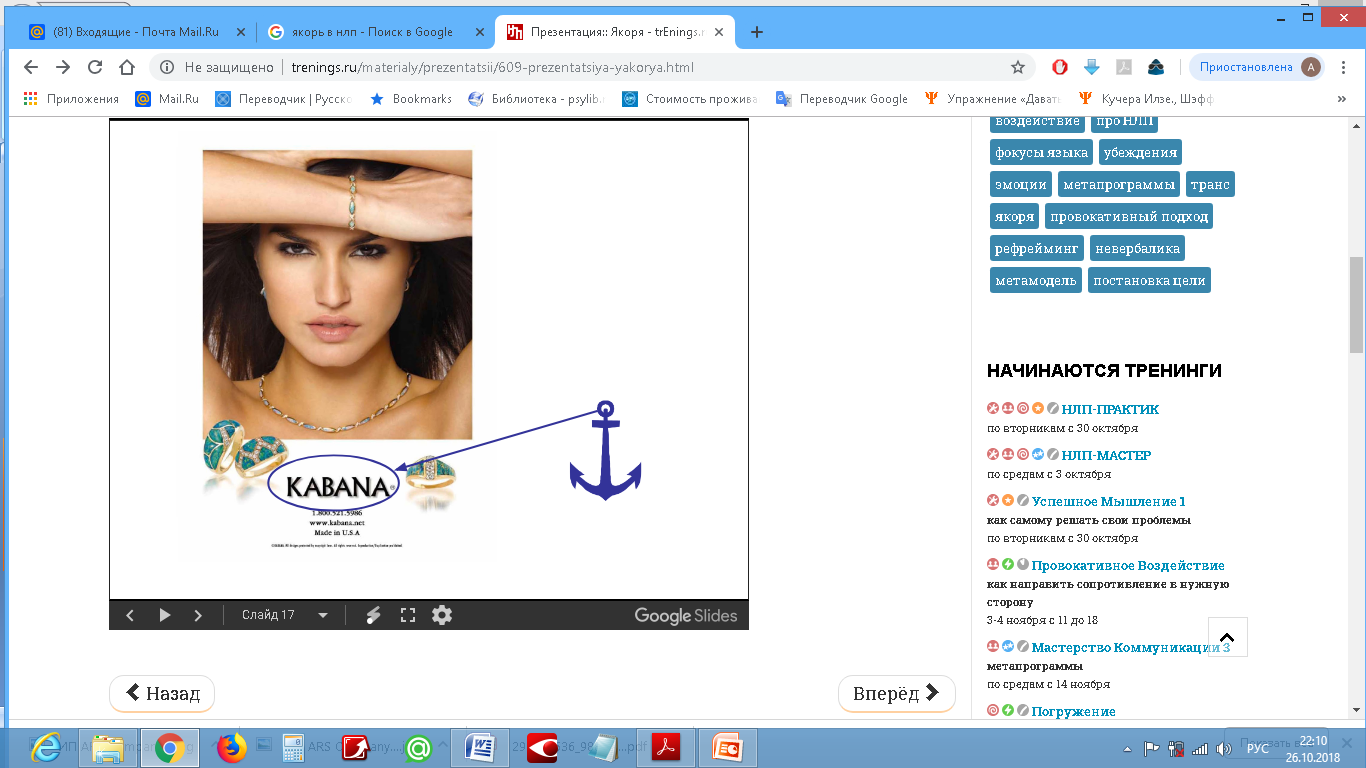 (81) Входящие - Почта Mail.Ru
якорь в нлп - Поиск в Google
Презентация:: Якоря - trEnings.r
Не защищено
trenings.ru/materialy/prezentatsii/609-prezentatsiya-yakorya.html
Приостановлена
А
Приложения
Mail.Ru
Переводчик | Русско
Bookmarks
Библиотека - psylib.
Стоимость прожива
Переводчик Google
Упражнение «Давать
Кучера Илзе., Шэфф
воздействие про НЛП
фокусы языка убеждения
эмоции метапрограммы транс
якоря провокативный подход
рефрейминг невербалика
метамодель постановка цели
KABANA®
1.800.521.5986
www.kabana.net
Made in U.S.A
НАЧИНАЮТСЯ ТРЕНИНГИ
НЛП-ПРАКТИК
по вторникам с 30 октября
НЛП-МАСТЕР
по средам с 3 октября
Успешное Мышление 1
как самому решать свои проблемы
по вторникам с 30 октября
Провокативное Воздействие
как направить сопротивление в нужную
сторону
3-4 ноября с 11 до 18
Мастерство Коммуникации 3
метапрограммы
по средам с 14 ноября
Погружение
Слайд 17
Google Slides
Назад
Вперёд
РУС
22:10
26.10.2018